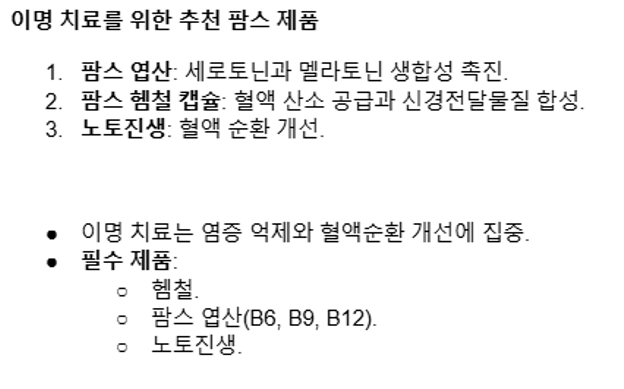 이명 치료를 위한 추천 팜스 제품
1. 팜스 엽산: 세로토닌과 멜라토닌 생합성 촉진.
2. 팜스 헴철 캡슐: 혈액 산소 공급과 신경전달물질 합성.
3. 노토진생: 혈액 순환 개선.
● 이명 치료는 염증 억제와 혈액순환 개선에 집중.
● 필수 제품:
○ 헴철.
○ 팜스 엽산(B6, B9, B12).
○ 노토진생.